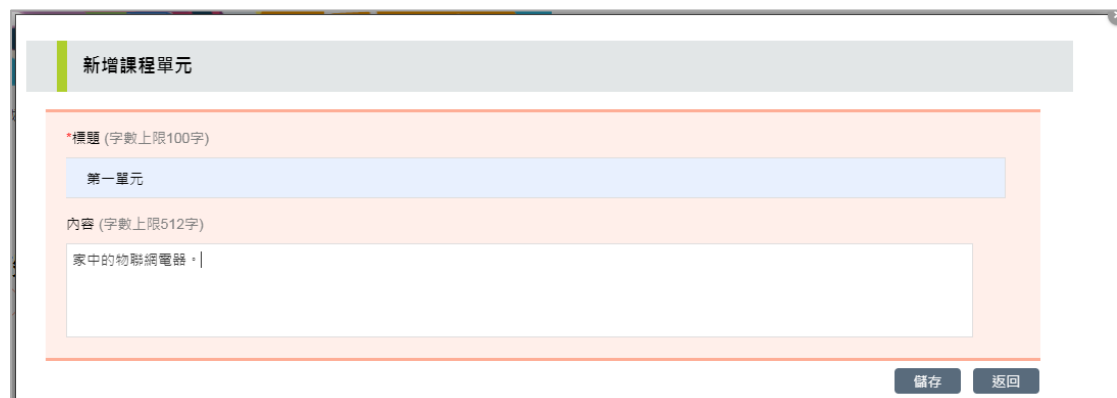 新增課程單元
*標題 (字數上限100字)
第一單元
內容 (字數上限512字)
家中的物聯網電器。
儲存 返回